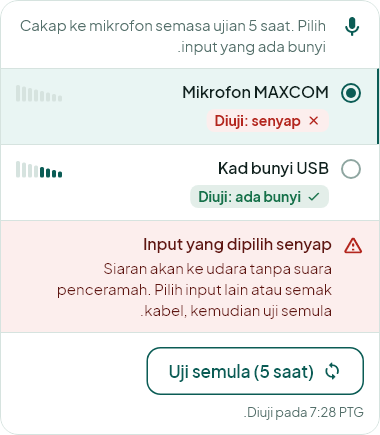 Cakap ke mikrofon semasa ujian 5 saat. Pilih
input yang ada bunyi.
Mikrofon MAXCOM
Diuji: senyap
Kad bunyi USB
Diuji: ada bunyi
Input yang dipilih senyap
Siaran akan ke udara tanpa suara
penceramah. Pilih input lain atau semak
kabel, kemudian uji semula.
Uji semula (5 saat)
Diuji pada 7:28 PTG.